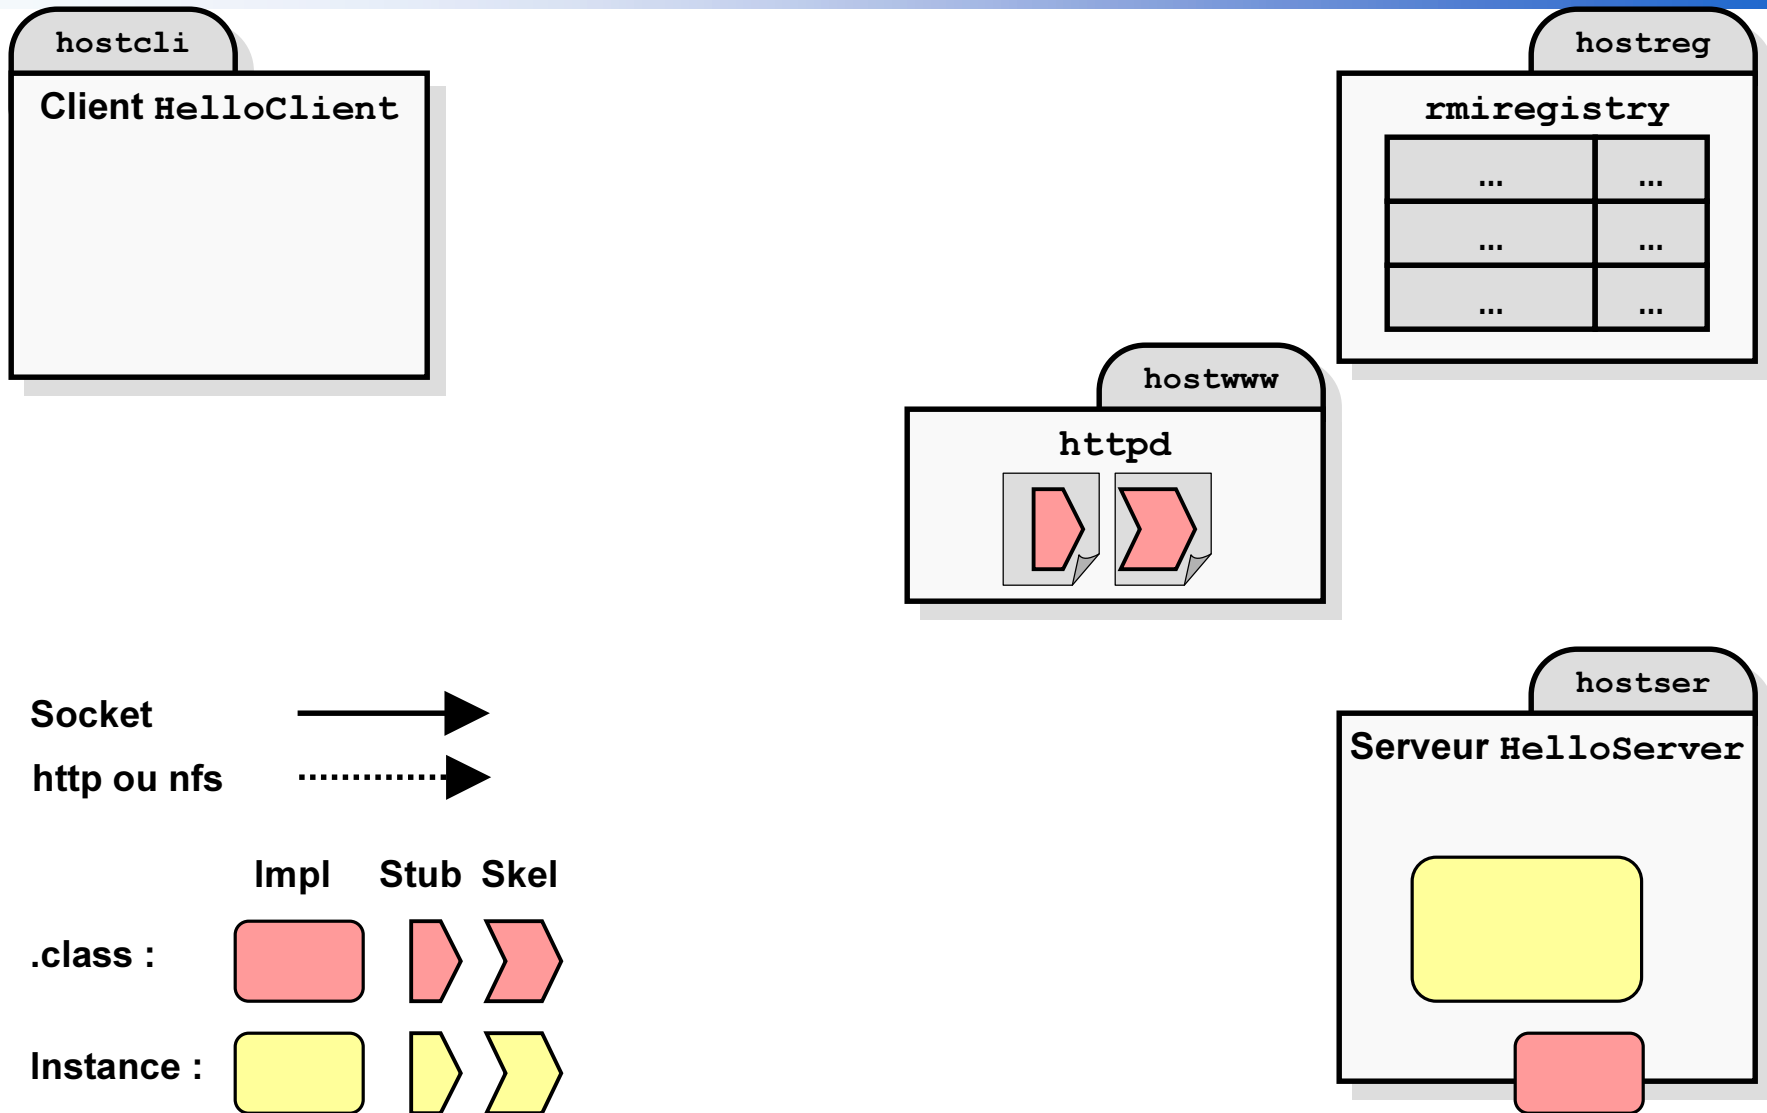 hostcli
Client HelloClient
hostreg
rmiregistry
... ...
... ...
... ...
hostwww
httpd
Socket
http ou nfs
hostser
Serveur HelloServer
Impl Stub Skel
.class :
Instance :